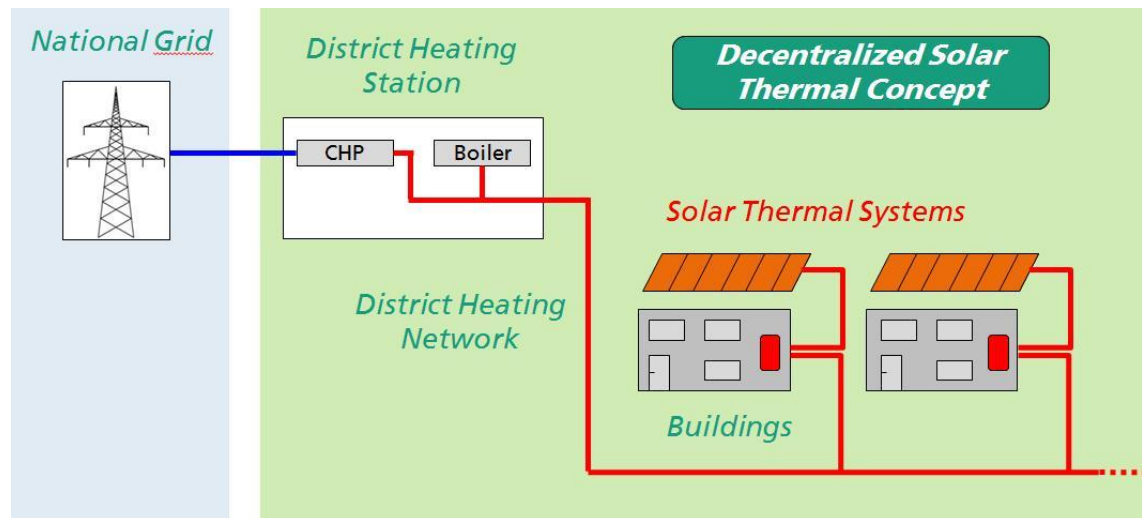 National Grid
District Heating
Station
Decentralized Solar
Thermal Concept
CHP
Boiler
Solar Thermal Systems
District Heating
Network
Buildings